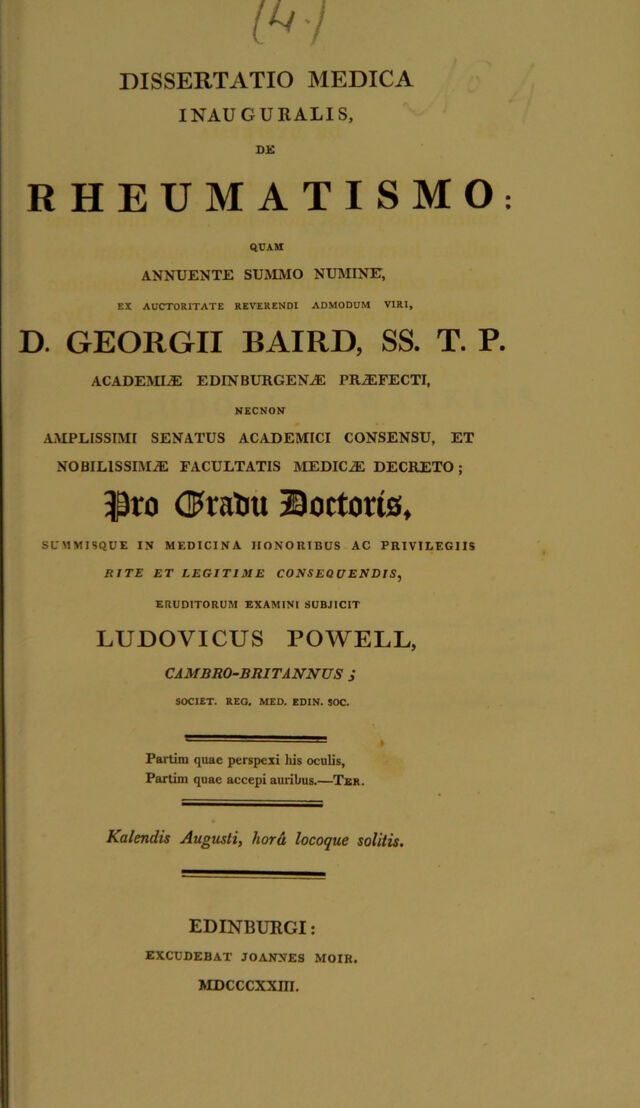 (4.)
DISSERTATIO MEDICA
INAUGURALIS,
DE
RHEUMATISMO:
QUAM
ANNUENTE SUMMO NUMINE,
EX AUCTORITATE REVERENDI ADMODUM VIRI,
D. GEORGII BAIRD, SS. T. P.
ACADEMIÆ EDINBURGENÆ PRÆFECTI,
NECNON
AMPLISSIMI SENATUS ACADEMICI CONSENSU, ET
NOBILISSIMÆ FACULTATIS MEDICÆ DECRETO;
Pro Gradu Doctoris,
SUMMISQUE IN MEDICINA HONORIBUS AC PRIVILEGIIS
RITE ET LEGITIME CONSEQUENDIS,
ERUDITORUM EXAMINI SUBJICIT
LUDOVICUS POWELL,
CAMBRO-BRITANNUS;
SOCIET. REG. MED. EDIN. SOC.
Partim quae perspexi his oculis,
Partim quae accepi auribus.—TER.
Kalendis Augusti, horâ locoque solitis.
EDINBURGI:
EXCUDEBAT JOANNES MOIR.
MDCCCXXIII.